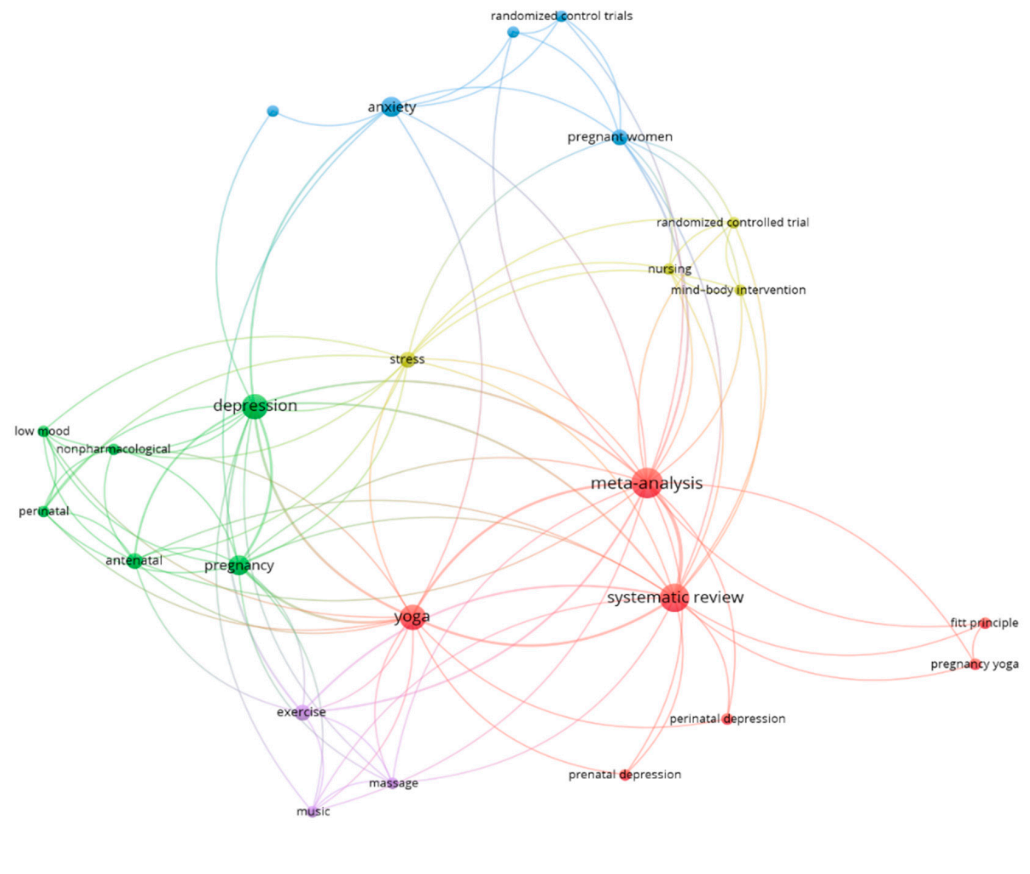 randomized control trials
anxiety
pregnant women
randomized controlled trial
nursing
mind-body intervention
stress
depression
low mood
nonpharmacological
meta-analysis
perinatal
antenatal
pregnancy
systematic review
yoga
fitt principle
pregnancy yoga
exercise
perinatal depression
prenatal depression
massage
music